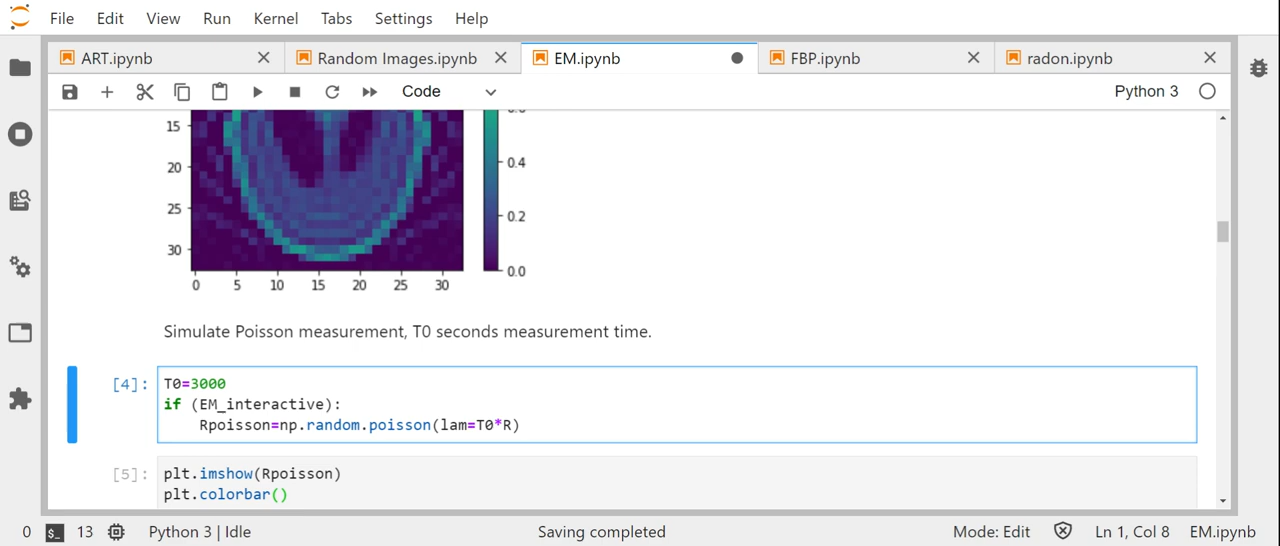 File Edit View Run Kernel Tabs Settings Help
ART.ipynb Random Images.ipynb EM.ipynb FBP.ipynb radon.ipynb
Code Python 3
15
20
25
30
0 5 10 15 20 25 30
0.4
0.2
0.0
Simulate Poisson measurement, T0 seconds measurement time.
[4]: T0=3000
if (EM_interactive):
Rpoisson=np.random.poisson(lam=T0*R)
[5]: plt.imshow(Rpoisson)
plt.colorbar()
0 $_ 13 Python 3 | Idle Saving completed Mode: Edit Ln 1, Col 8 EM.ipynb